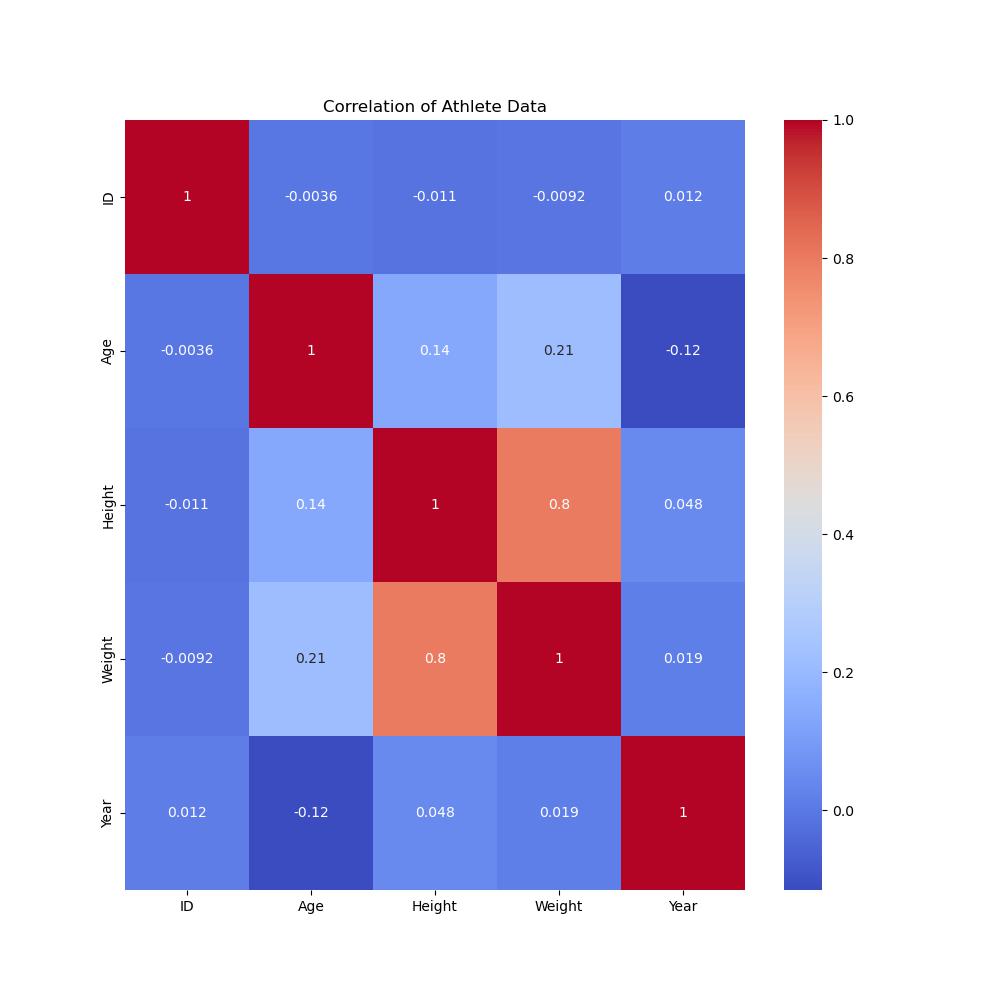 Correlation of Athlete Data
1.0
ID 1 -0.0036 -0.011 -0.0092 0.012
0.8
Age -0.0036 1 0.14 0.21 -0.12
0.6
Height -0.011 0.14 1 0.8 0.048
0.4
Weight -0.0092 0.21 0.8 1 0.019
0.2
Year 0.012 -0.12 0.048 0.019 1
0.0
ID Age Height Weight Year